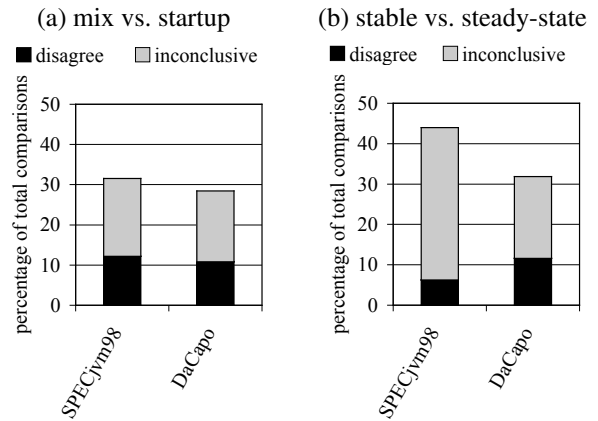 (a) mix vs. startup
disagree inconclusive
percentage of total comparisons
50
40
30
20
10
0
SPECjvm98
DaCapo
(b) stable vs. steady-state
disagree inconclusive
percentage of total comparisons
50
40
30
20
10
0
SPECjvm98
DaCapo